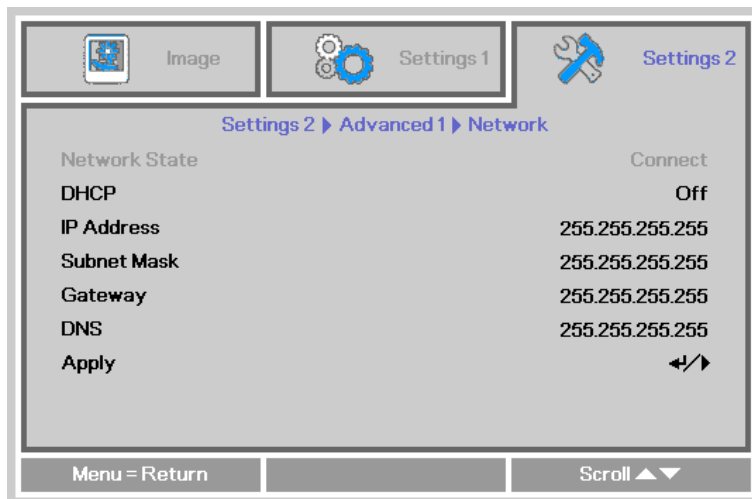 Image Settings 1 Settings 2
Settings 2 ▶ Advanced 1 ▶ Network
Network State Connect
DHCP Off
IP Address 255.255.255.255
Subnet Mask 255.255.255.255
Gateway 255.255.255.255
DNS 255.255.255.255
Apply ↵/▶
Menu = Return Scroll ▲▼